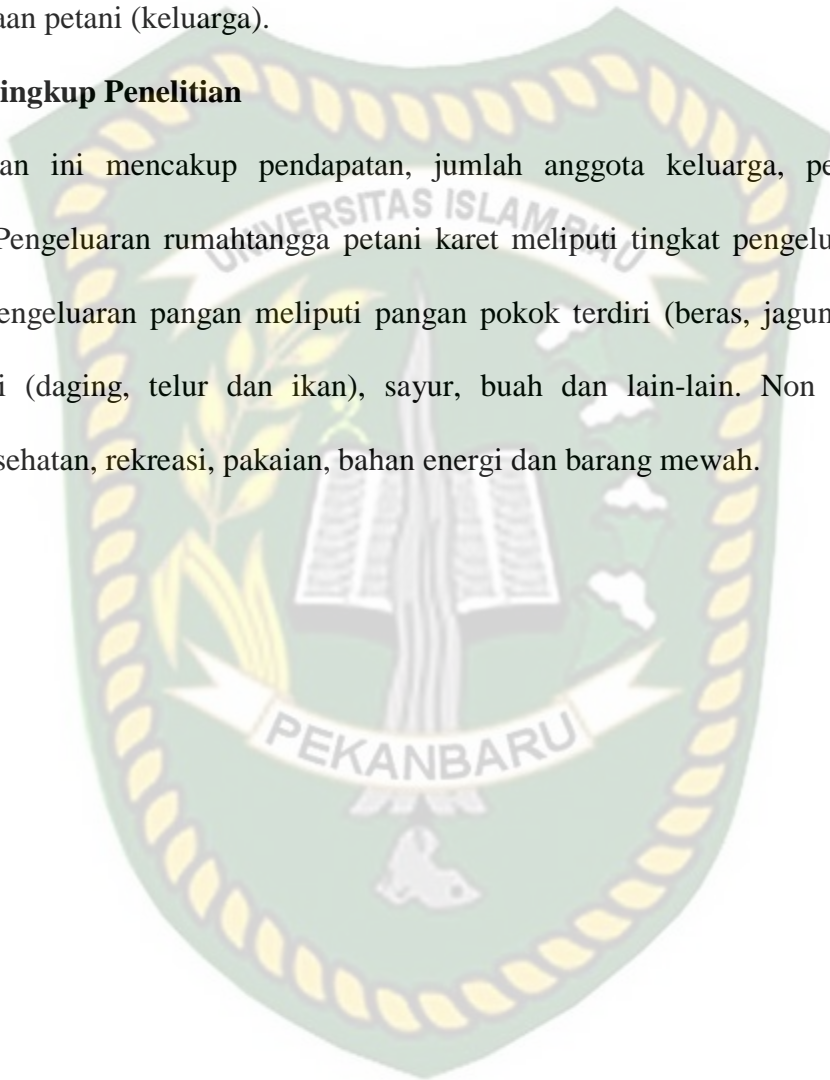 aan petani (keluarga).
ingkup Penelitian
an ini mencakup pendapatan, jumlah anggota keluarga, pe
Pengeluaran rumahtangga petani karet meliputi tingkat pengelu
engeluaran pangan meliputi pangan pokok terdiri (beras, jagun
i (daging, telur dan ikan), sayur, buah dan lain-lain. Non
sehatan, rekreasi, pakaian, bahan energi dan barang mewah.
UNIVERSITAS ISLAM RIAU
PEKANBARU